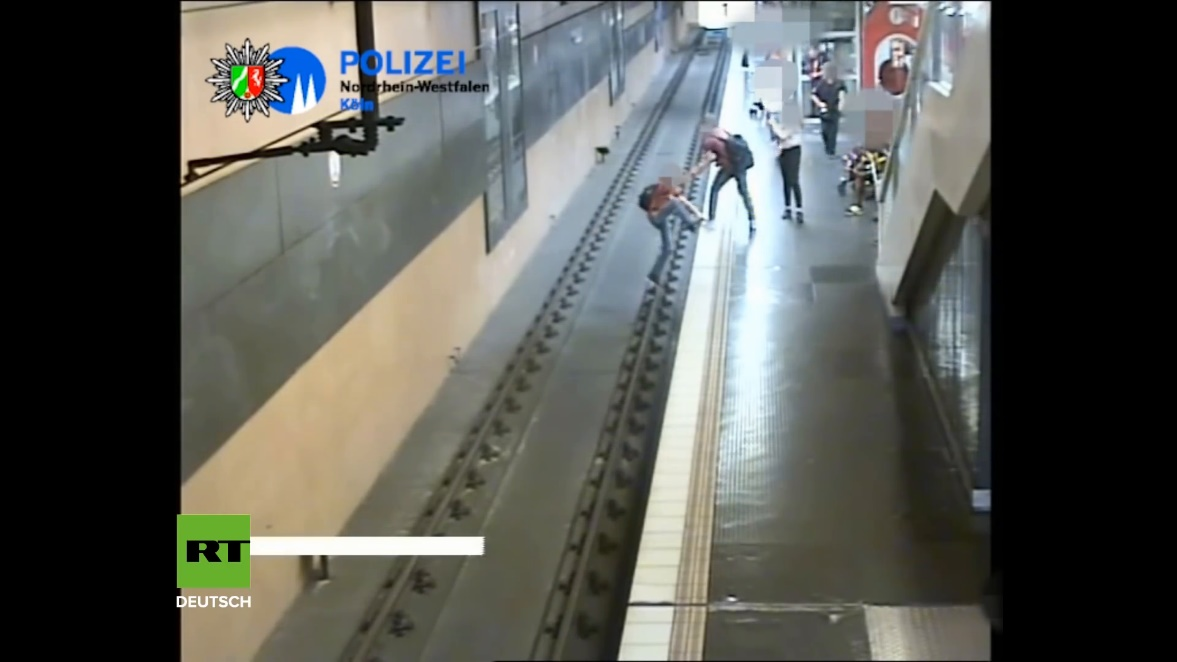 POLIZEI
Nordrhein-Westfalen
Köln
RT
DEUTSCH